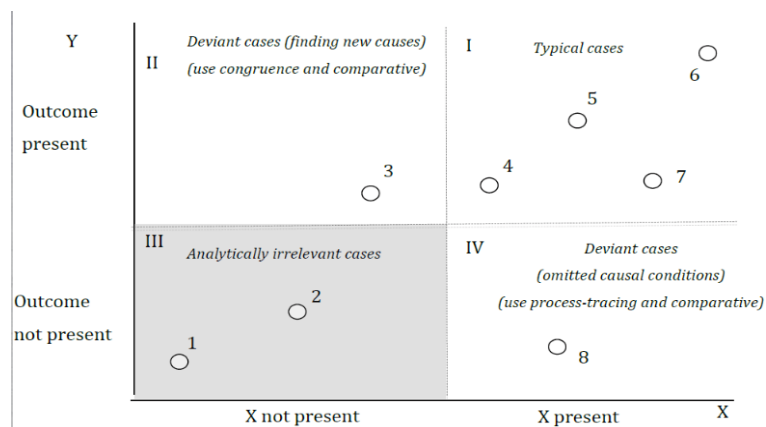 Y
Outcome
present
II
Deviant cases (finding new causes)
(use congruence and comparative)
I
Typical cases
6
5
4
7
3
Outcome
not present
III
Analytically irrelevant cases
2
1
IV
Deviant cases
(omitted causal conditions)
(use process-tracing and comparative)
8
X not present
X present
X